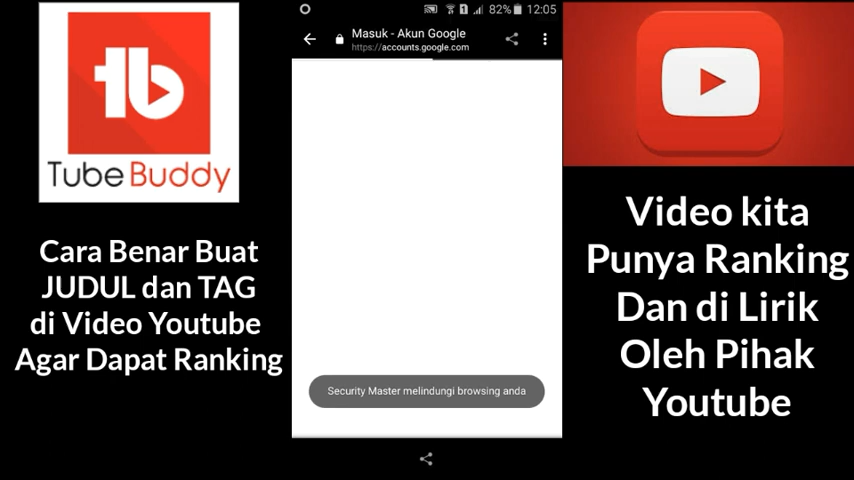 tb
TubeBuddy
Cara Benar Buat
JUDUL dan TAG
di Video Youtube
Agar Dapat Ranking
1
82%
12:05
Masuk - Akun Google
https://accounts.google.com
Security Master melindungi browsing anda
Video kita
Punya Ranking
Dan di Lirik
Oleh Pihak
Youtube